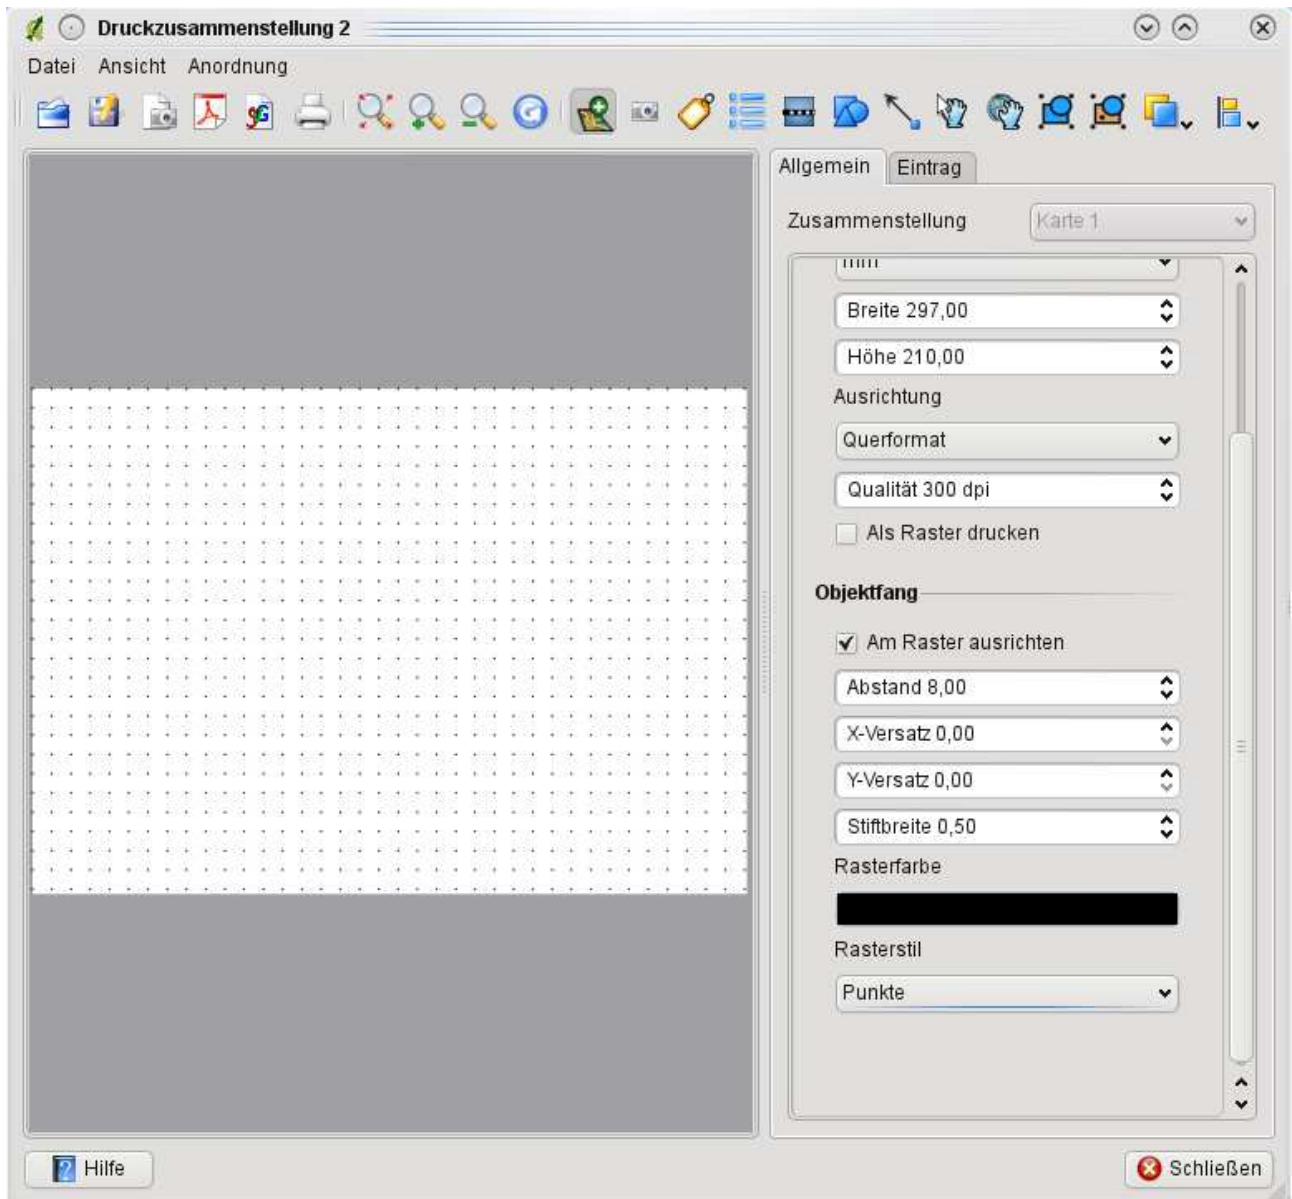 Druckzusammenstellung 2
Datei Ansicht Anordnung
Allgemein Eintrag
Zusammenstellung Karte 1
mm
Breite 297,00
Höhe 210,00
Ausrichtung
Querformat
Qualität 300 dpi
Als Raster drucken
Objektfang
Am Raster ausrichten
Abstand 8,00
X-Versatz 0,00
Y-Versatz 0,00
Stiftbreite 0,50
Rasterfarbe
Rasterstil
Punkte
Hilfe Schließen